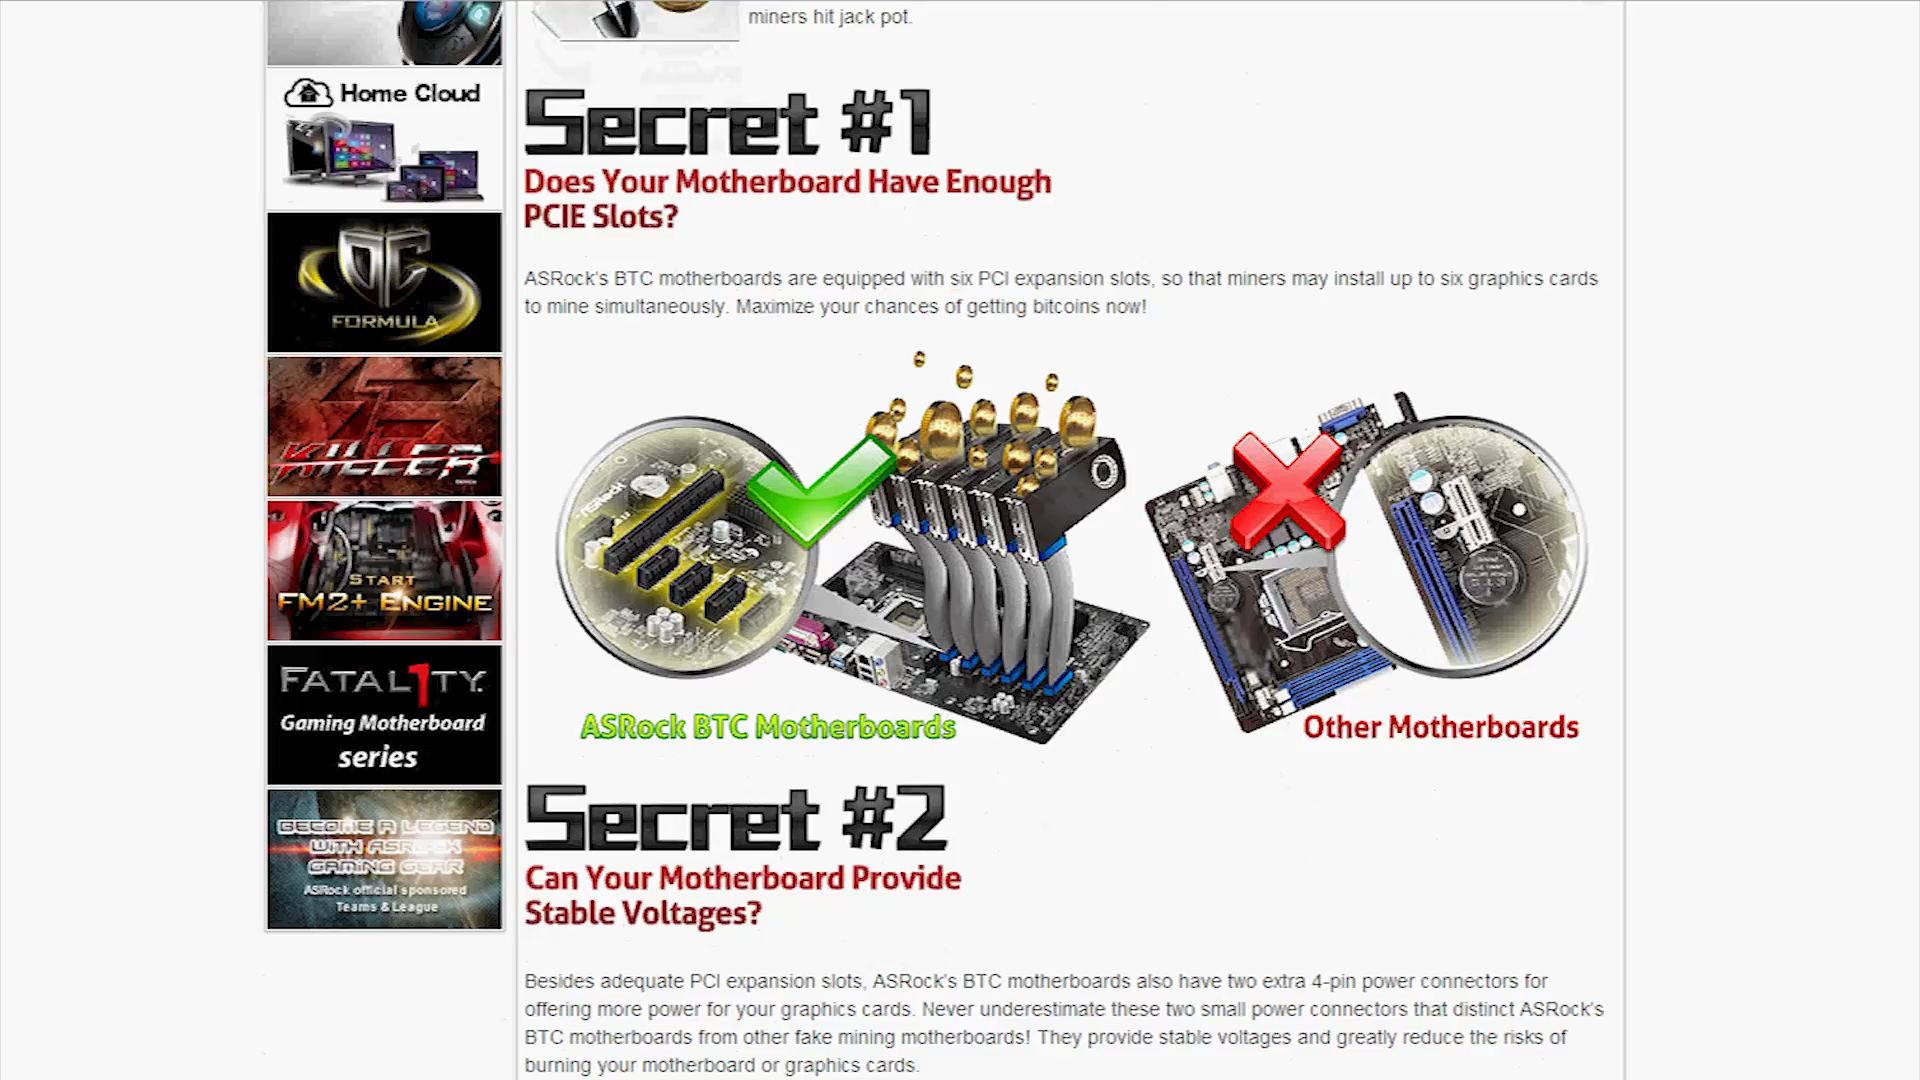 miners hit jack pot.
Home Cloud
OC
FORMULA
KILLER
START
FM2+ ENGINE
FATAL1TY
Gaming Motherboard
series
BECOME A LEGEND
WITH ASROCK
GAMING GEAR
ASRock official sponsored
Teams & League
Secret #1
Does Your Motherboard Have Enough
PCIE Slots?
ASRock's BTC motherboards are equipped with six PCI expansion slots, so that miners may install up to six graphics cards
to mine simultaneously. Maximize your chances of getting bitcoins now!
ASRock BTC Motherboards
Other Motherboards
Secret #2
Can Your Motherboard Provide
Stable Voltages?
Besides adequate PCI expansion slots, ASRock's BTC motherboards also have two extra 4-pin power connectors for
offering more power for your graphics cards. Never underestimate these two small power connectors that distinct ASRock's
BTC motherboards from other fake mining motherboards! They provide stable voltages and greatly reduce the risks of
burning your motherboard or graphics cards.